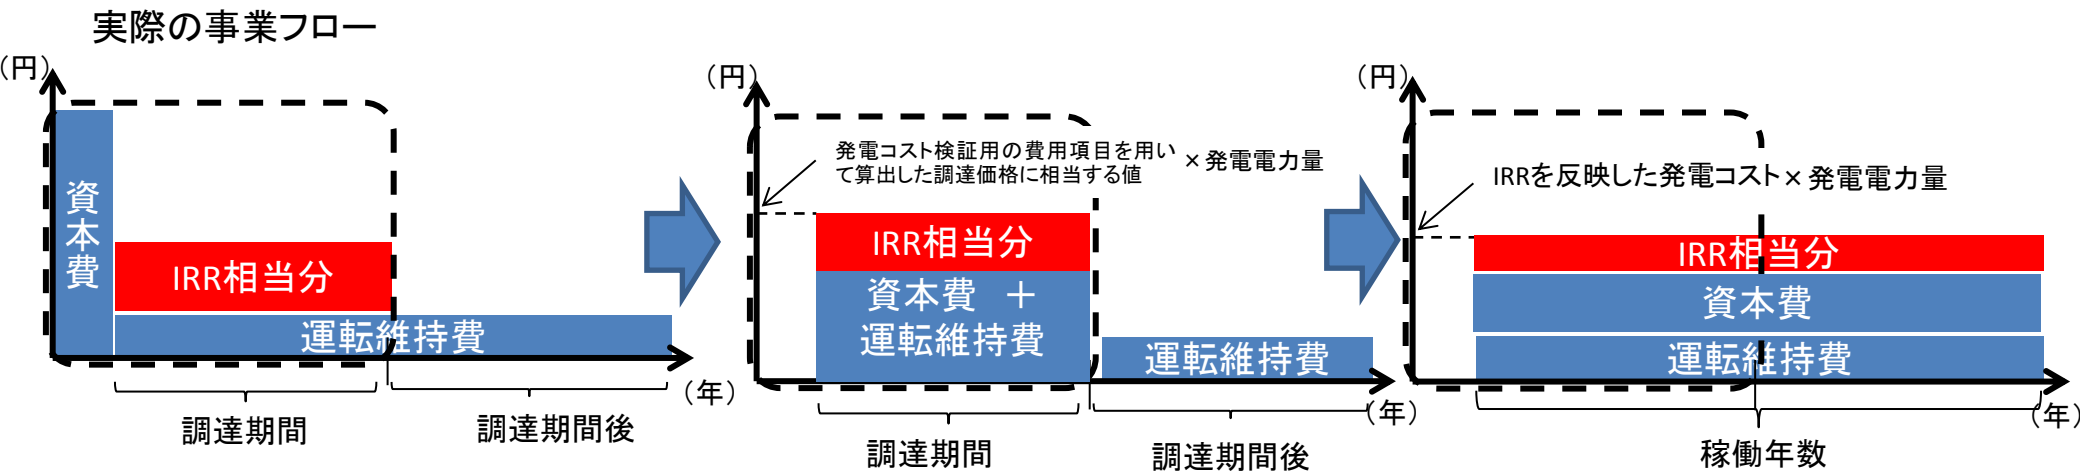 実際の事業フロー
（円）
資本費
IRR相当分
運転維持費
（年）
調達期間
調達期間後
（円）
発電コスト検証用の費用項目を用い
て算出した調達価格に相当する値
×発電電力量
IRR相当分
資本費　＋
運転維持費
運転維持費
（年）
調達期間
調達期間後
（円）
IRRを反映した発電コスト×発電電力量
IRR相当分
資本費
運転維持費
（年）
稼働年数